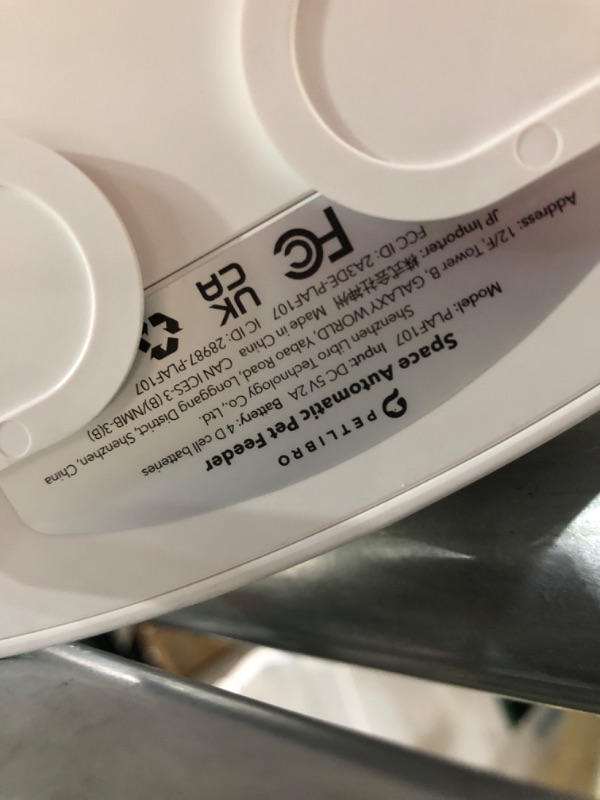 PETLIBRO
Space Automatic Pet Feeder
Model: PLAF107 Input: DC 5V 2A Battery: 4 D cell batteries
Shenzhen Libro Technology Co., Ltd.
Address: 12/F, Tower B, GALAXY WORLD, Yabao Road, Longgang District, Shenzhen, China
JP Importer: 株式会社神州 Made in China CAN ICES-3 (B)/NMB-3(B)
FCC ID: 2A3DE-PLAF107 IC ID: 28987-PLAF107
FC
UK
CA